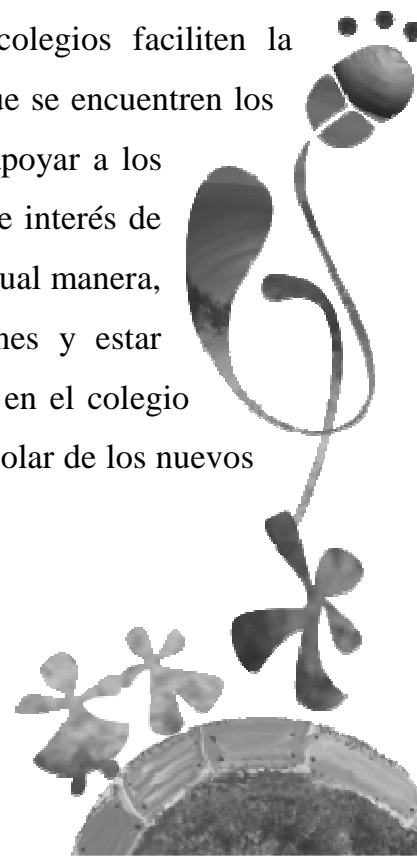 colegios faciliten la
ue se encuentren los
poyar a los
e interés de
ual manera,
nes y estar
en el colegio
olar de los nuevos